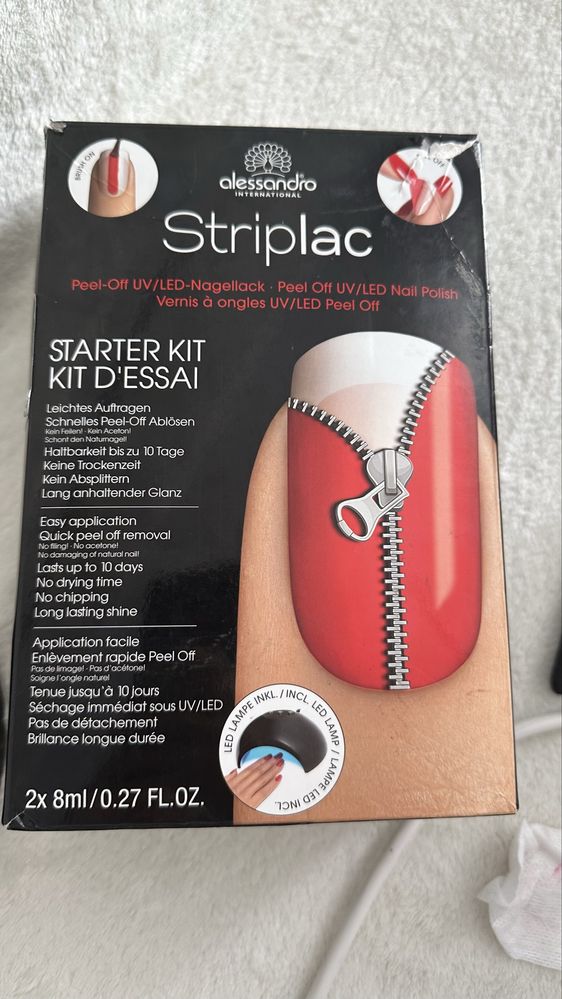 BRUSH ON
OFF
alessandro
INTERNATIONAL
Striplac
Peel-Off UV/LED-Nagellack · Peel Off UV/LED Nail Polish
Vernis à ongles UV/LED Peel Off
STARTER KIT
KIT D'ESSAI
Leichtes Auftragen
Schnelles Peel-Off Ablösen
Kein Feilen! · Kein Aceton!
Schont den Naturnagel!
Haltbarkeit bis zu 10 Tage
Keine Trockenzeit
Kein Absplittern
Lang anhaltender Glanz
Easy application
Quick peel off removal
No filing! · No acetone!
No damaging of natural nail!
Lasts up to 10 days
No drying time
No chipping
Long lasting shine
Application facile
Enlèvement rapide Peel Off
Pas de limage! · Pas d'acétone!
Soigne l'ongle naturel
Tenue jusqu'à 10 jours
Séchage immédiat sous UV/LED
Pas de détachement
Brillance longue durée
LED LAMPE INKL. / INCL. LED LAMP / LAMPE LED INCL.
2x 8ml/0.27 FL.OZ.